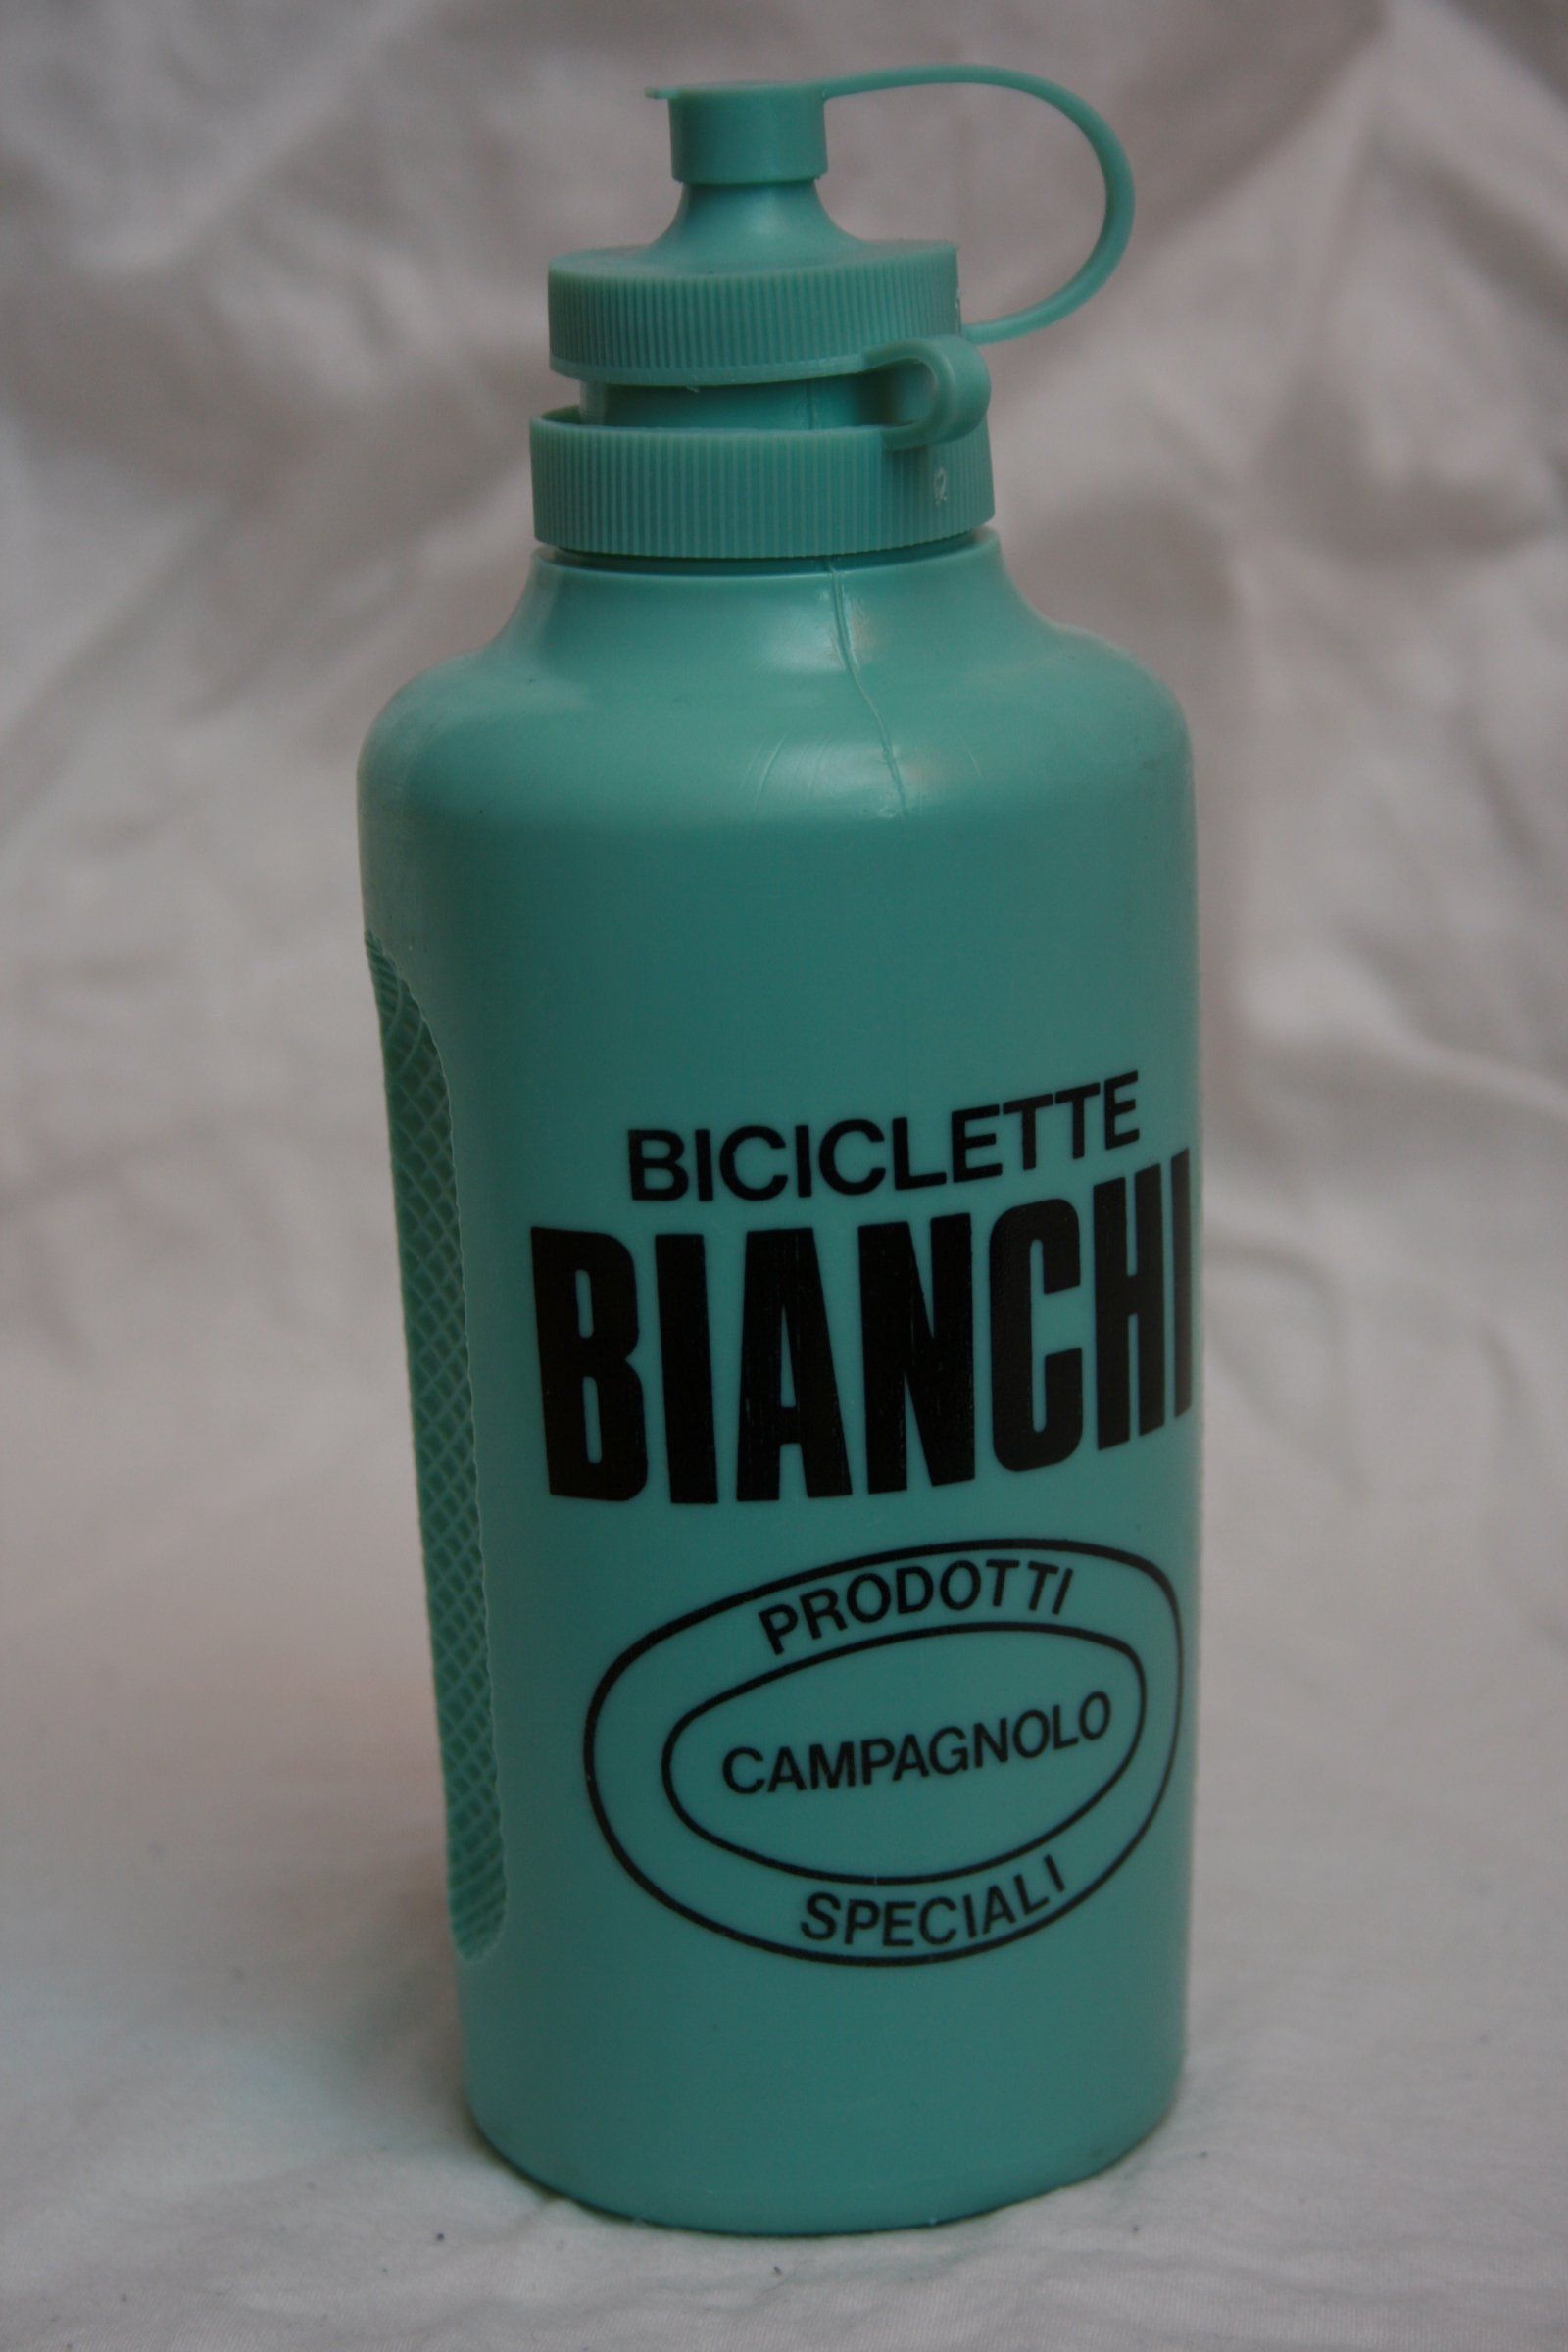 BICICLETTE
BIANCHI
PRODOTTI
CAMPAGNOLO
SPECIALI